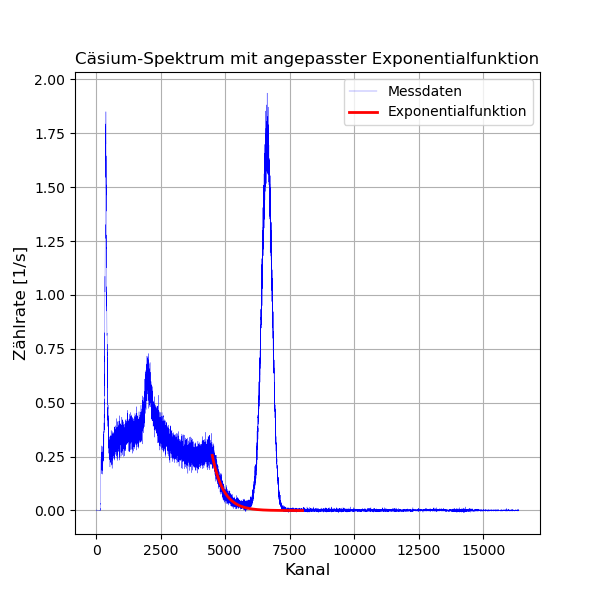 Cäsium-Spektrum mit angepasster Exponentialfunktion
Messdaten
Exponentialfunktion
Zählrate [1/s]
2.00
1.75
1.50
1.25
1.00
0.75
0.50
0.25
0.00
0 2500 5000 7500 10000 12500 15000
Kanal